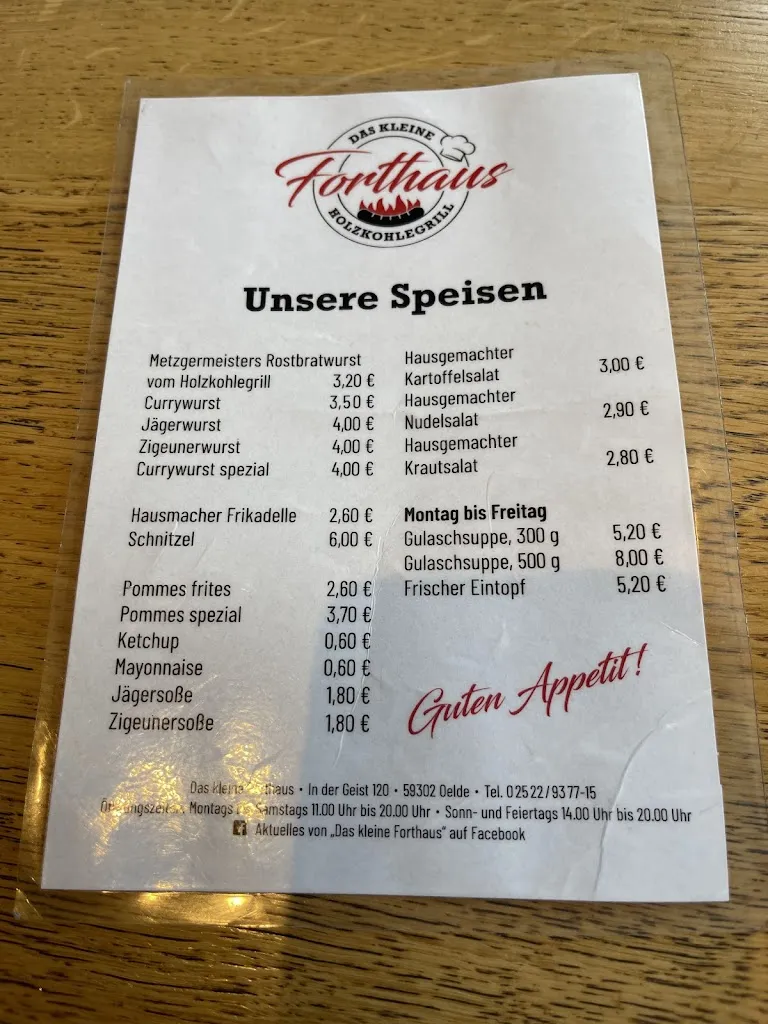 DAS KLEINE
Forthaus
HOLZKOHLEGRILL
Unsere Speisen
Metzgermeisters Rostbratwurst
vom Holzkohlegrill 3,20 €
Currywurst 3,50 €
Jägerwurst 4,00 €
Zigeunerwurst 4,00 €
Currywurst spezial 4,00 €
Hausmacher Frikadelle 2,60 €
Schnitzel 6,00 €
Pommes frites 2,60 €
Pommes spezial 3,70 €
Ketchup 0,60 €
Mayonnaise 0,60 €
Jägersoße 1,80 €
Zigeunersoße 1,80 €
Hausgemachter
Kartoffelsalat 3,00 €
Hausgemachter
Nudelsalat 2,90 €
Hausgemachter
Krautsalat 2,80 €
Montag bis Freitag
Gulaschsuppe, 300 g 5,20 €
Gulaschsuppe, 500 g 8,00 €
Frischer Eintopf 5,20 €
Guten Appetit!
Das kleine • In der Geist 120 • 59302 Oelde • Tel. 0 25 22 / 93 77-15
Montags Samstags 11.00 Uhr bis 20.00 Uhr • Sonn- und Feiertags 14.00 Uhr bis 20.00 Uhr
Aktuelles von „Das kleine Forthaus" auf Facebook